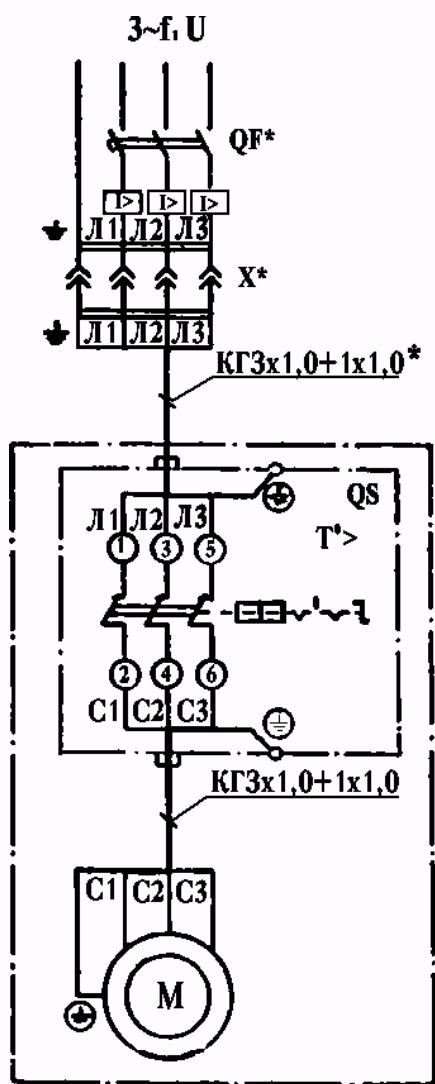 3~f₁ U
QF*
I> I> I>
Л1 Л2 Л3
X*
Л1 Л2 Л3
КГ3х1,0+1х1,0*
QS
Л1 Л2 Л3
T°>
1 3 5
2 4 6
С1 С2 С3
КГ3х1,0+1х1,0
С1 С2 С3
М